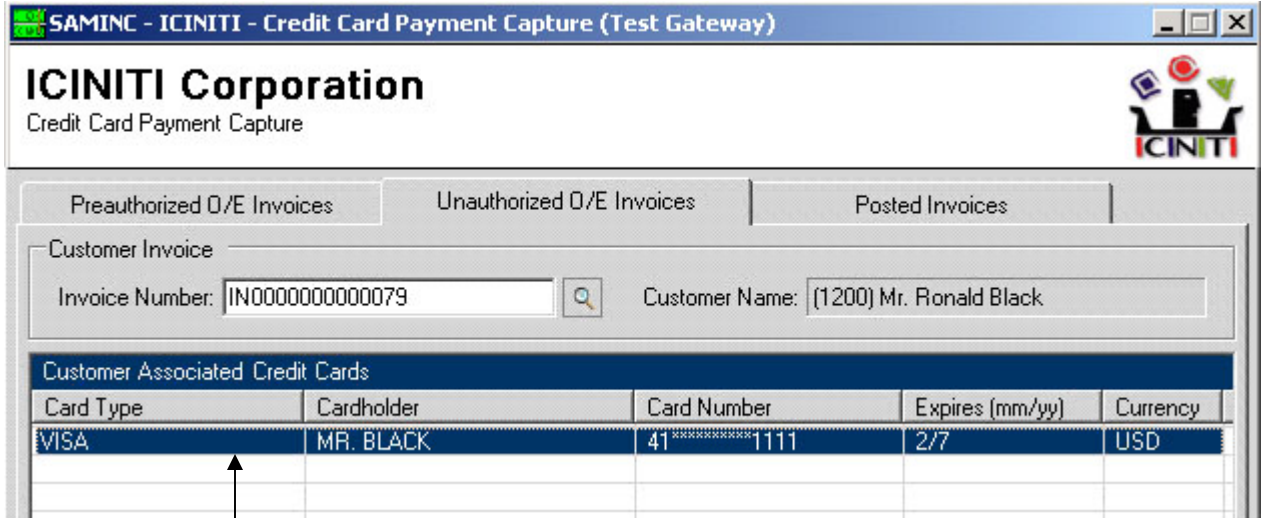 SAMINC - ICINITI - Credit Card Payment Capture (Test Gateway)
ICINITI Corporation
Credit Card Payment Capture
ICINITI
Preauthorized O/E Invoices Unauthorized O/E Invoices Posted Invoices
Customer Invoice
Invoice Number: IN0000000000079 Customer Name: (1200) Mr. Ronald Black
Customer Associated Credit Cards
Card Type Cardholder Card Number Expires (mm/yy) Currency
VISA MR. BLACK 41**********1111 2/7 USD